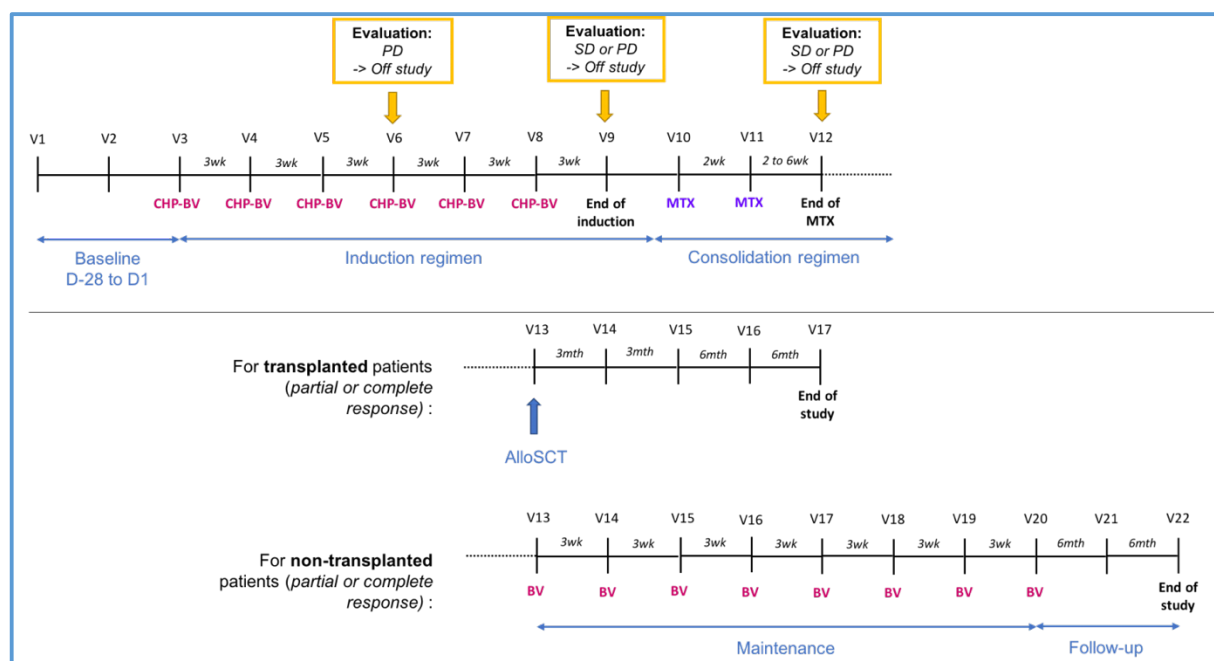 Evaluation:
PD
-> Off study
Evaluation:
SD or PD
-> Off study
Evaluation:
SD or PD
-> Off study
V1 V2 V3 V4 V5 V6 V7 V8 V9 V10 V11 V12
3wk 3wk 3wk 3wk 3wk 3wk 2wk 2 to 6wk
CHP-BV CHP-BV CHP-BV CHP-BV CHP-BV CHP-BV End of induction MTX MTX End of MTX
Baseline
D-28 to D1
Induction regimen
Consolidation regimen
V13 V14 V15 V16 V17
3mth 3mth 6mth 6mth
For transplanted patients
(partial or complete
response) :
End of
study
AlloSCT
V13 V14 V15 V16 V17 V18 V19 V20 V21 V22
3wk 3wk 3wk 3wk 3wk 3wk 3wk 6mth 6mth
For non-transplanted
patients (partial or complete
response) :
BV BV BV BV BV BV BV BV
End of
study
Maintenance
Follow-up